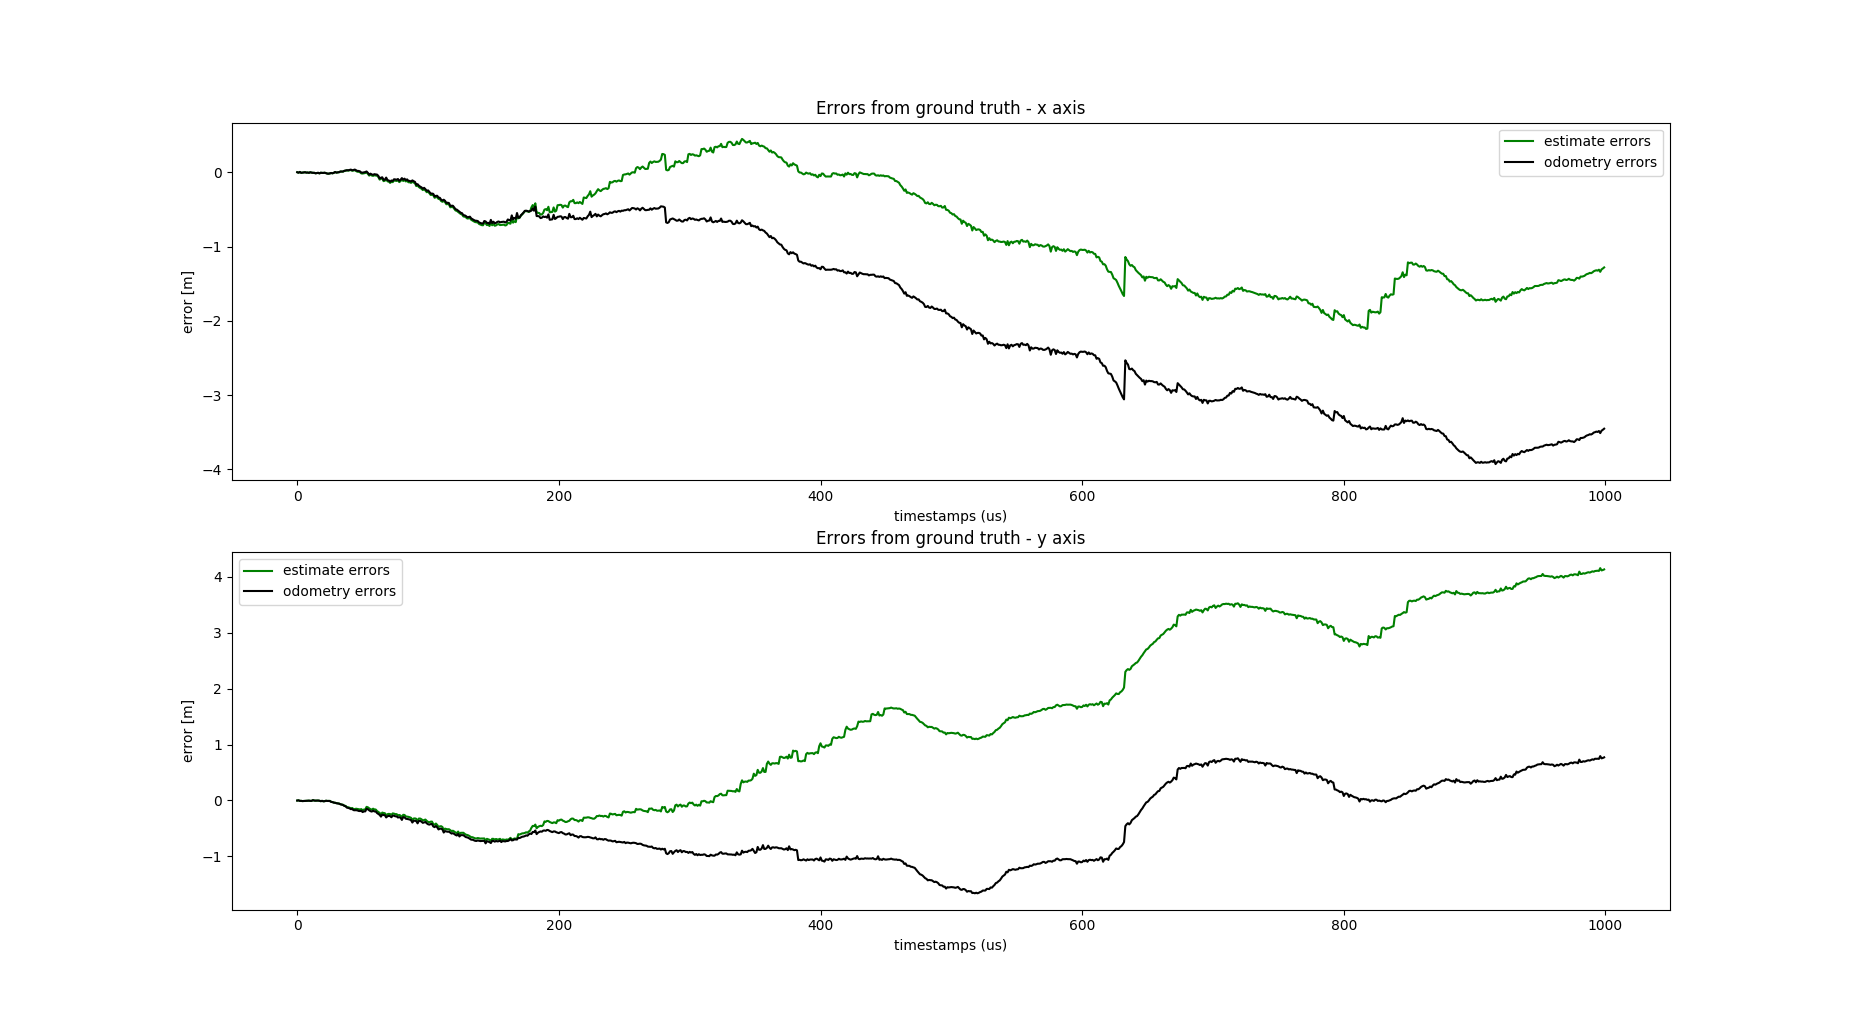 Errors from ground truth - x axis
estimate errors
odometry errors
error [m]
0
−1
−2
−3
−4
0 200 400 600 800 1000
timestamps (us)
Errors from ground truth - y axis
estimate errors
odometry errors
error [m]
4
3
2
1
0
−1
0 200 400 600 800 1000
timestamps (us)